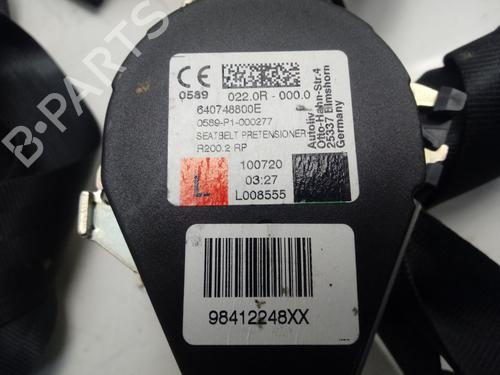 CE
0589 022.0R - 000.0
640748800E
0589-P1-000277
SEATBELT PRETENSIONER
R200.2 RP
L
100720
03:27
L008555
Autoliv
Otto-Hahn-Str.4
25337 Elmshorn
Germany
98412248XX
B-PARTS